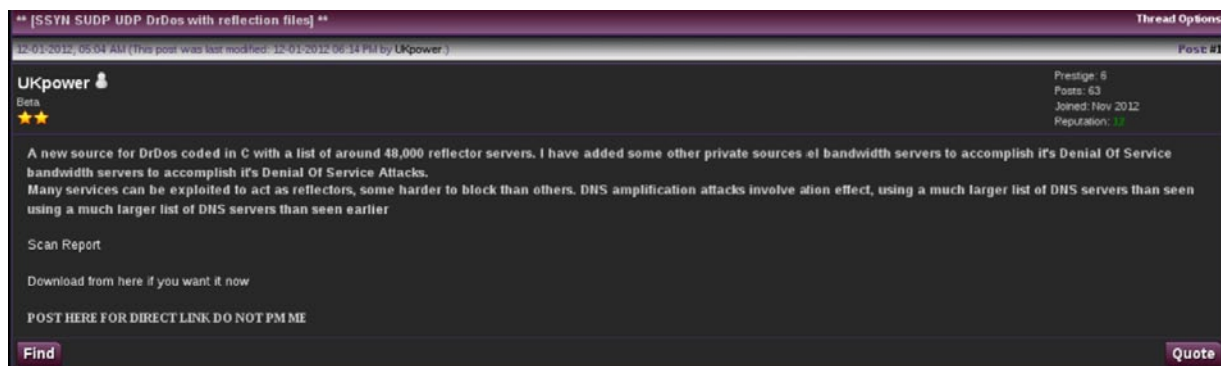 ** [SSYN SUDP UDP DrDos with reflection files] **
Thread Options
12-01-2012, 05:04 AM (This post was last modified: 12-01-2012 06:14 PM by UKpower.)
Post: #1
UKpower
Beta
Prestige: 6
Posts: 63
Joined: Nov 2012
Reputation: 13
A new source for DrDos coded in C with a list of around 48,000 reflector servers. I have added some other private sources el bandwidth servers to accomplish it's Denial Of Service
bandwidth servers to accomplish it's Denial Of Service Attacks.
Many services can be exploited to act as reflectors, some harder to block than others. DNS amplification attacks involve ation effect, using a much larger list of DNS servers than seen
using a much larger list of DNS servers than seen earlier
Scan Report
Download from here if you want it now
POST HERE FOR DIRECT LINK DO NOT PM ME
Find
Quote